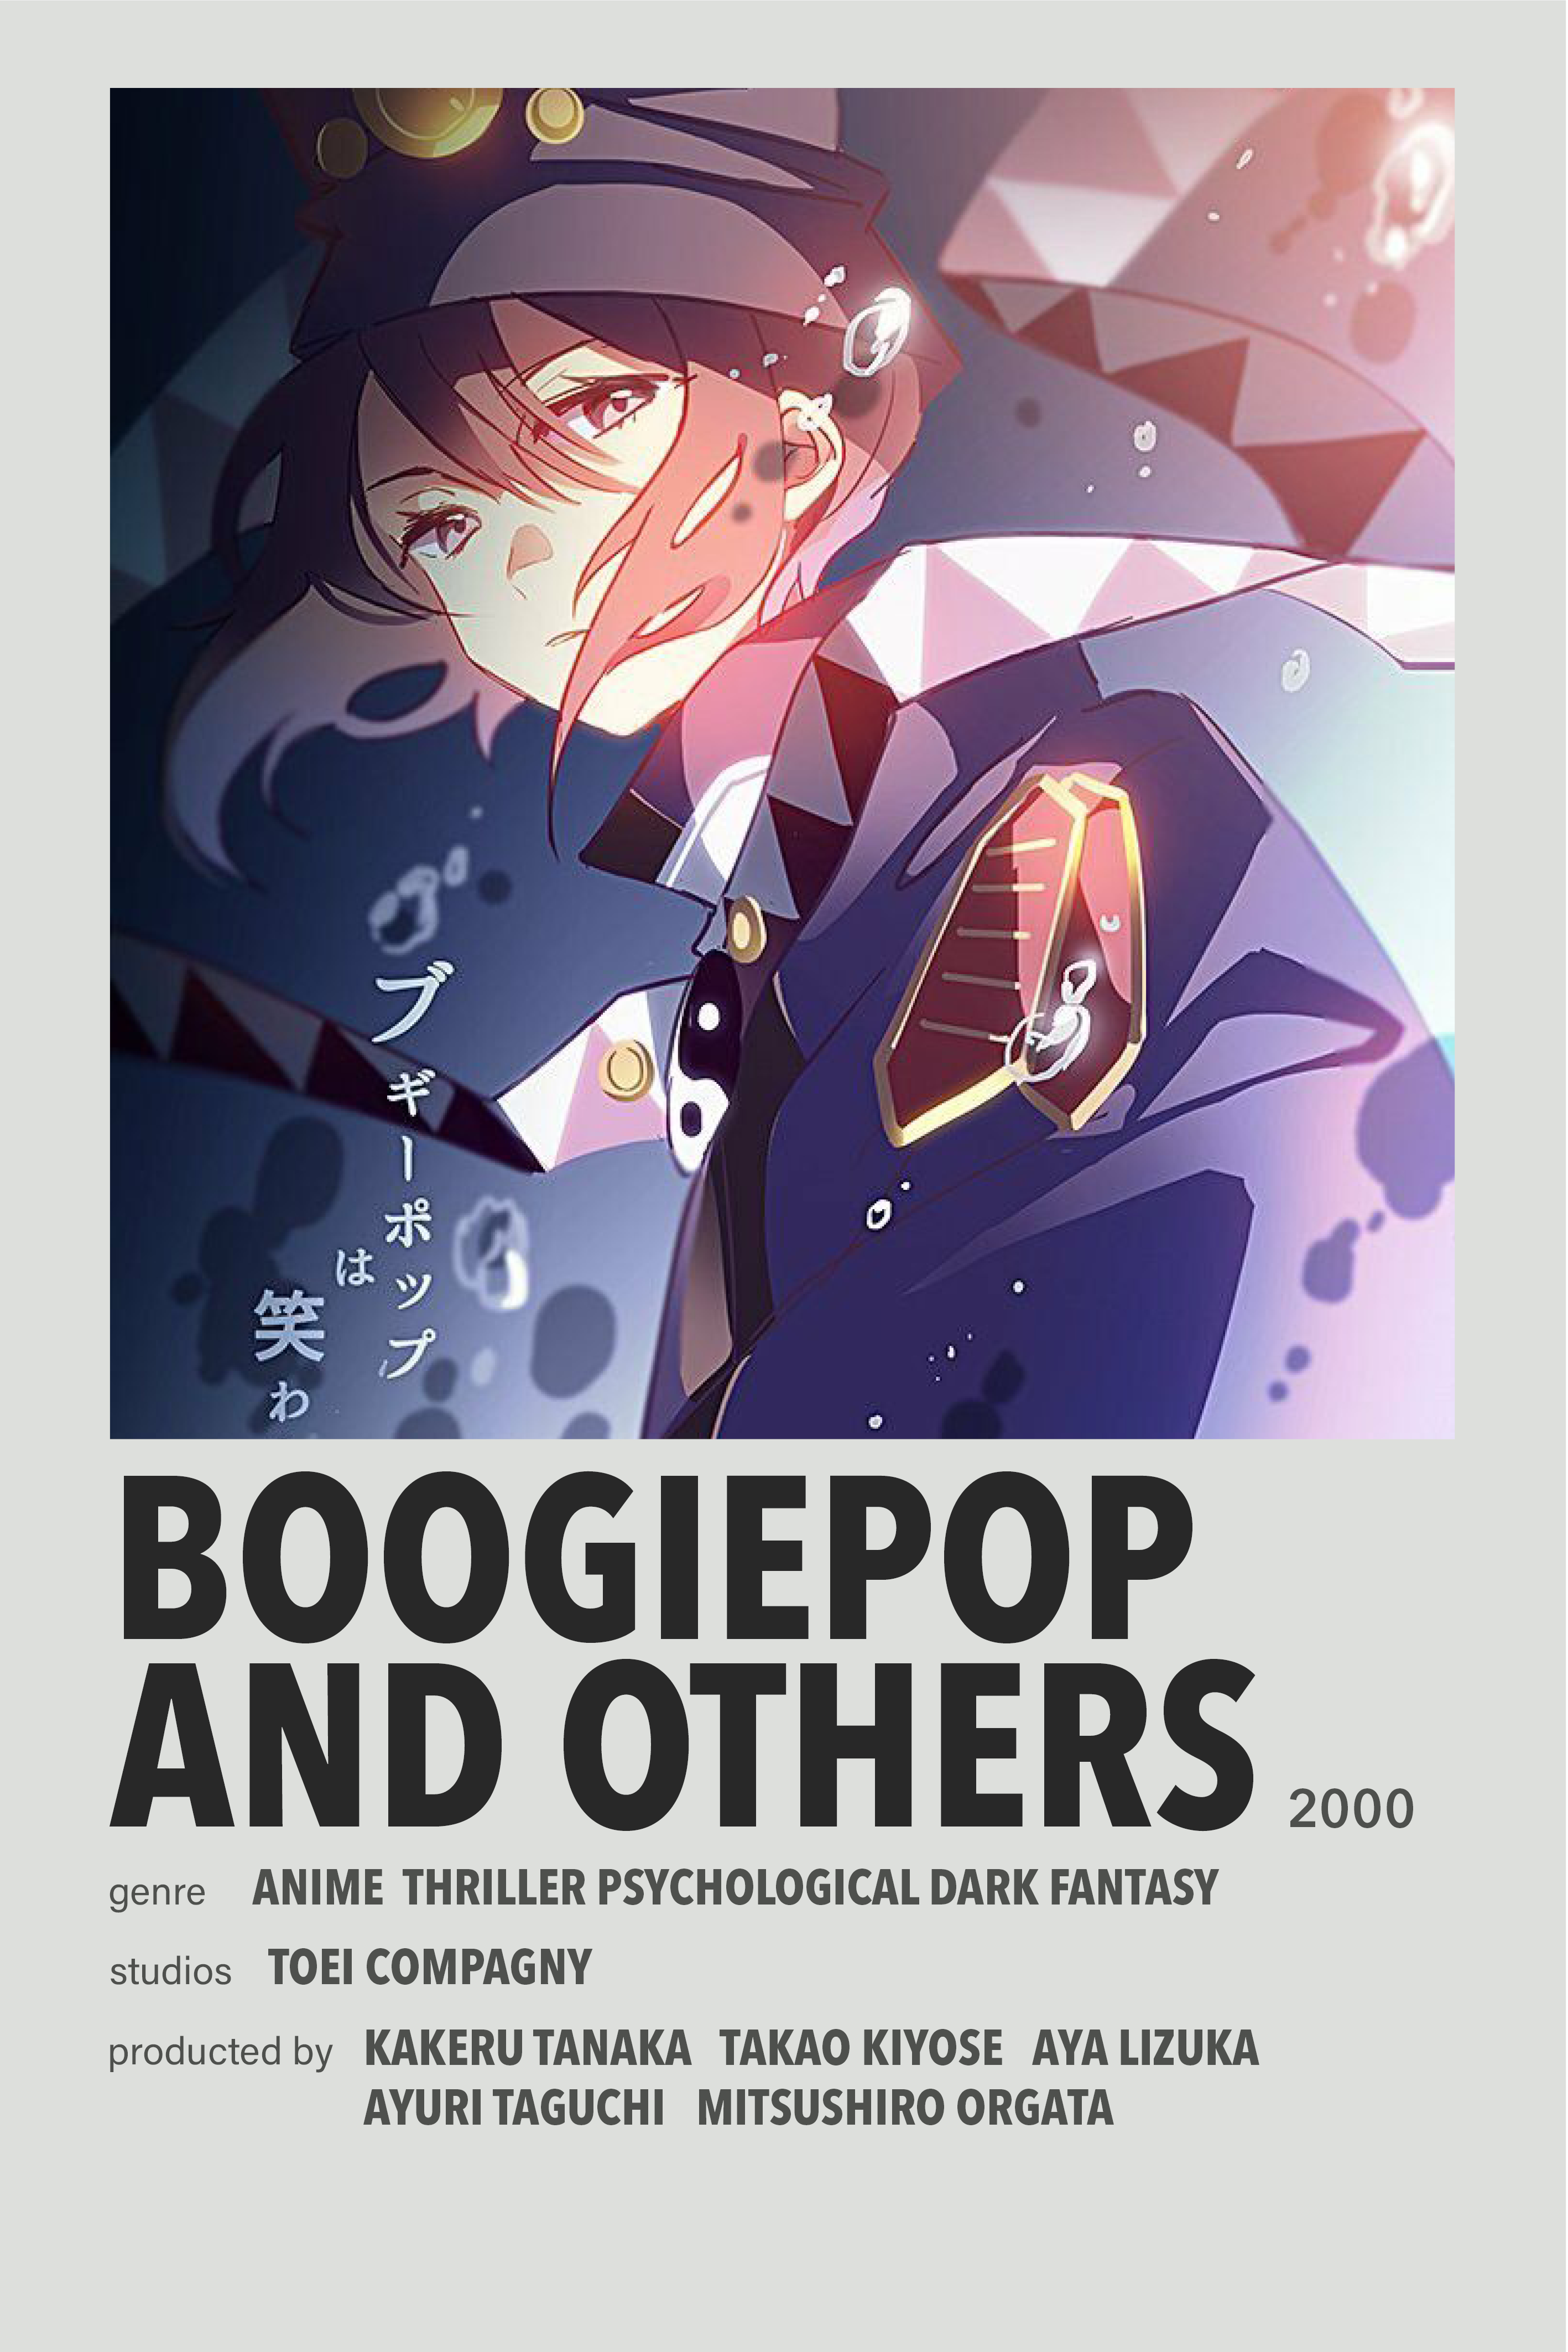 ブギーポップ
は
笑わ
BOOGIEPOP
AND OTHERS 2000
genre ANIME THRILLER PSYCHOLOGICAL DARK FANTASY
studios TOEI COMPAGNY
producted by KAKERU TANAKA TAKAO KIYOSE AYA LIZUKA
AYURI TAGUCHI MITSUSHIRO ORGATA